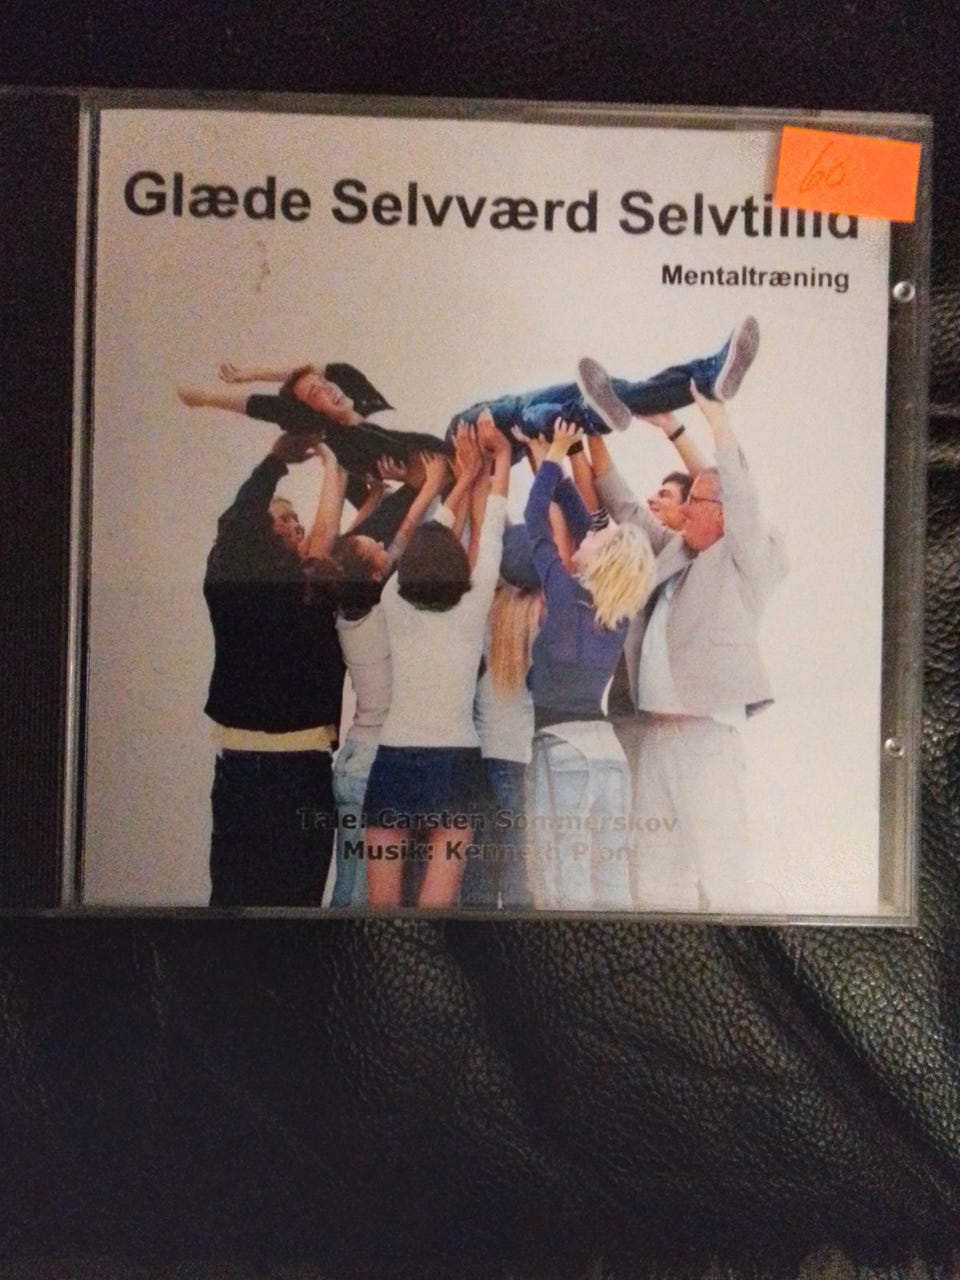 60
Glæde Selvværd Selvtillid
Mentaltræning
Tale: Carsten Sommerskov
Musik: Kenneth